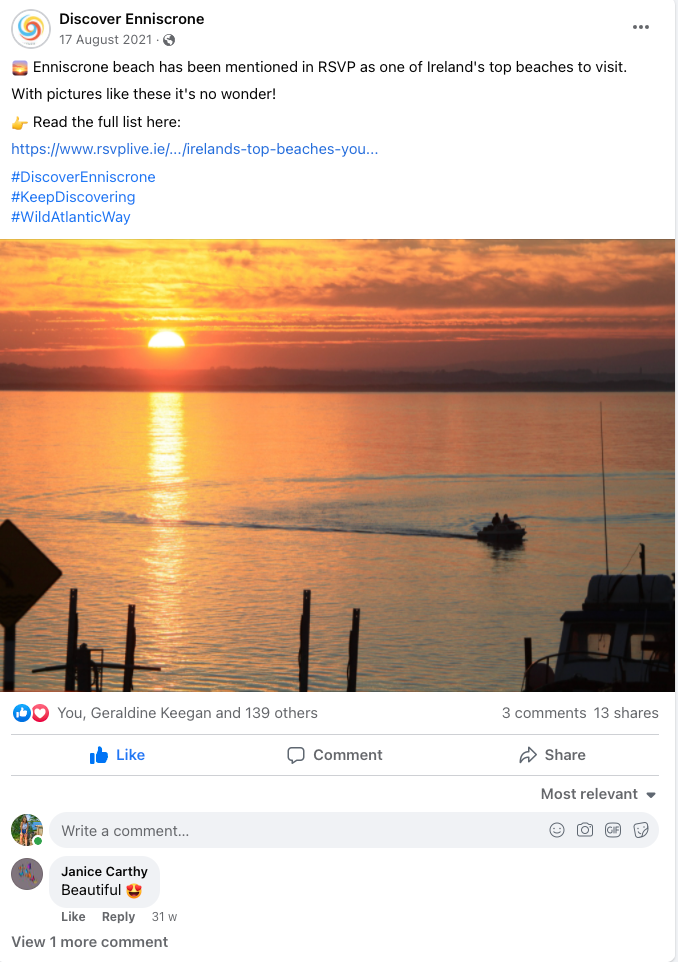 Discover Enniscrone
17 August 2021 ·
🌅 Enniscrone beach has been mentioned in RSVP as one of Ireland's top beaches to visit.
With pictures like these it's no wonder!
👉 Read the full list here:
https://www.rsvplive.ie/.../irelands-top-beaches-you...
#DiscoverEnniscrone
#KeepDiscovering
#WildAtlanticWay
You, Geraldine Keegan and 139 others
3 comments 13 shares
Like Comment Share
Most relevant
Write a comment...
GIF
Janice Carthy
Beautiful 😍
Like Reply 31 w
View 1 more comment